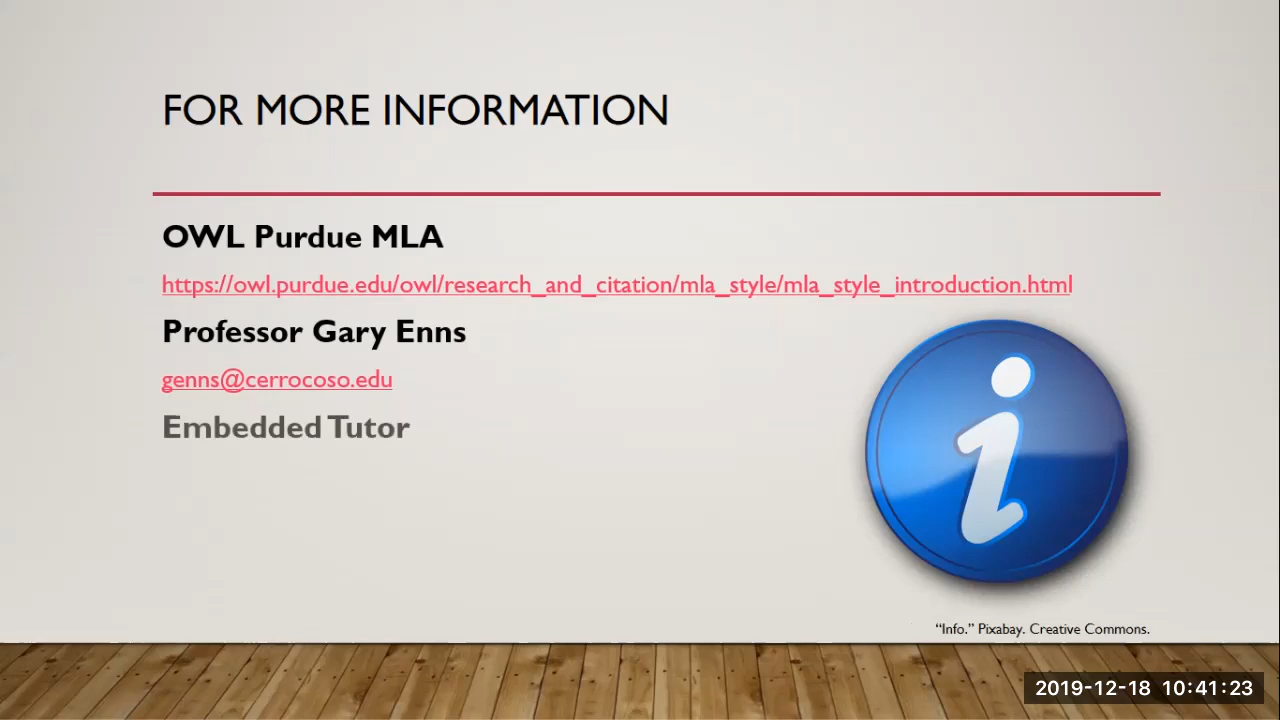 FOR MORE INFORMATION
OWL Purdue MLA
https://owl.purdue.edu/owl/research_and_citation/mla_style/mla_style_introduction.html
Professor Gary Enns
genns@cerrocoso.edu
Embedded Tutor
i
“Info.” Pixabay. Creative Commons.
2019-12-18 10:41:23